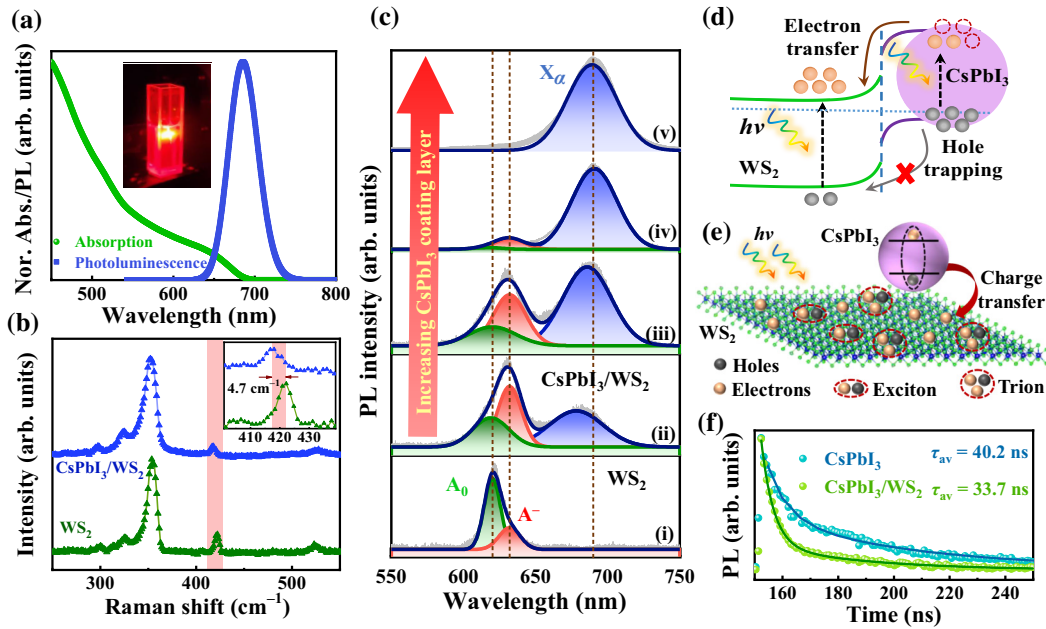 (a)
Nor. Abs./PL (arb. units)
Absorption
Photoluminescence
450 500 600 700 800
Wavelength (nm)
(b)
Intensity (arb. units)
4.7 cm⁻¹
410 420 430
CsPbI₃/WS₂
WS₂
250 300 400 500
Raman shift (cm⁻¹)
(c)
PL intensity (arb. units)
Increasing CsPbI₃ coating layer
Xα
(v)
(iv)
(iii)
CsPbI₃/WS₂
(ii)
WS₂
A₀
A⁻
(i)
550 600 650 700 750
Wavelength (nm)
(d)
Electron
transfer
CsPbI₃
hν
WS₂
Hole
trapping
(e)
hν
CsPbI₃
Charge
transfer
WS₂
Holes
Electrons
Exciton
Trion
(f)
PL (arb. units)
CsPbI₃ τav = 40.2 ns
CsPbI₃/WS₂ τav = 33.7 ns
160 180 200 220 240
Time (ns)